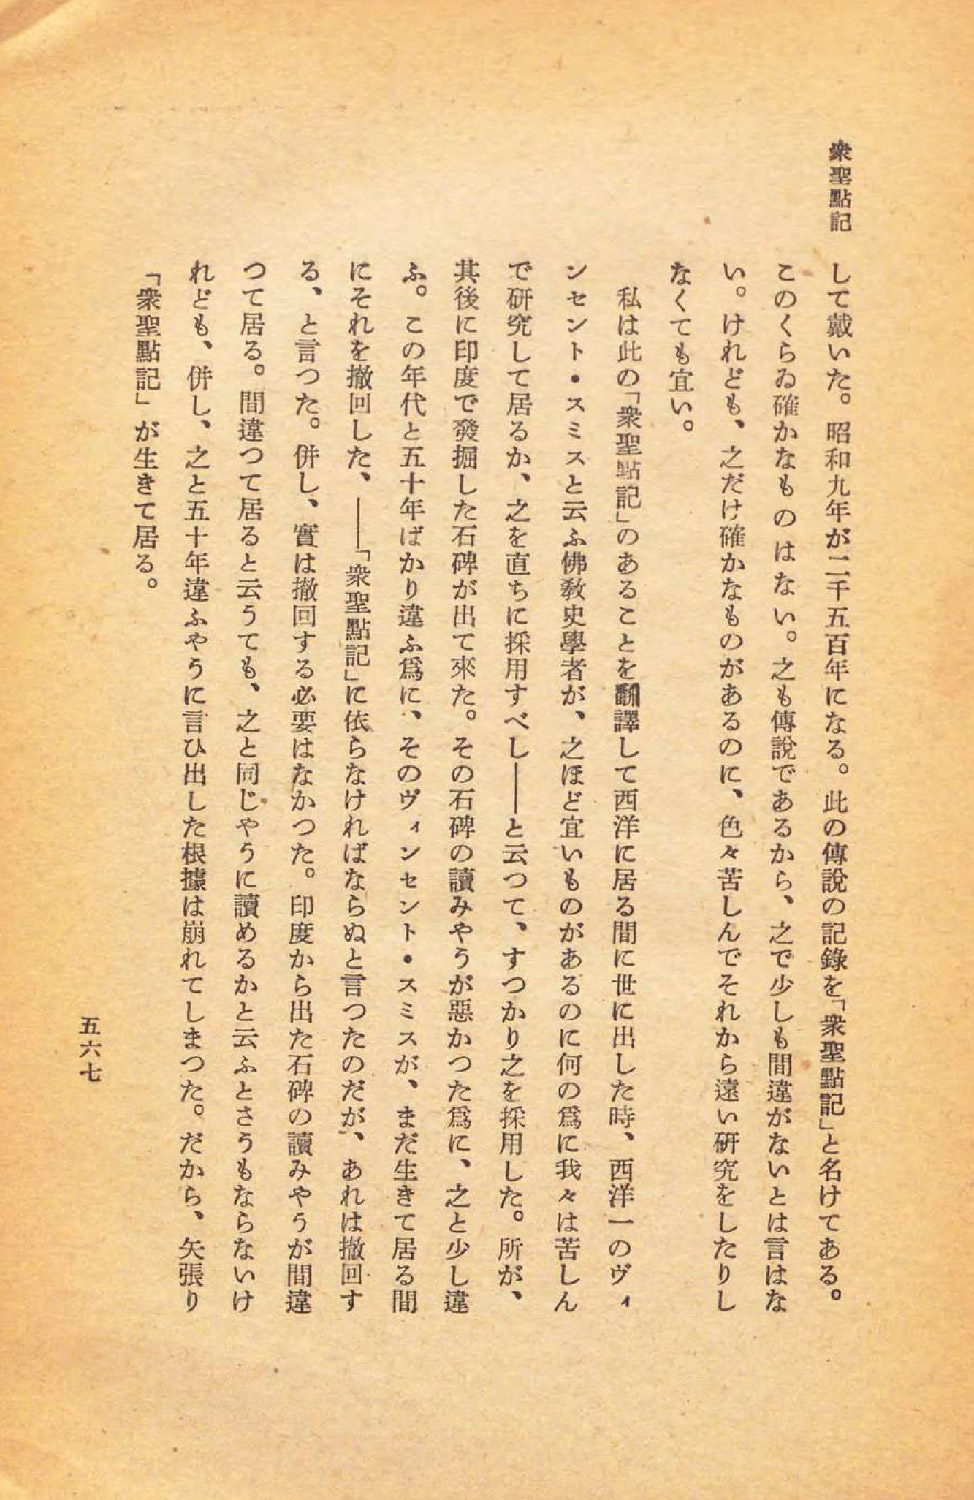 衆聖點記
して戴いた。昭和九年が二千五百年になる。此の傳說の記錄を「衆聖點記」と名けてある。
このくらゐ確かなものはない。之も傳說であるから、之で少しも間違がないとは言はな
い。けれども、之だけ確かなものがあるのに、色々苦しんでそれから遠い硏究をしたりし
なくても宜い。
私は此の「衆聖點記」のあることを翻譯して西洋に居る間に世に出した時、西洋一のヴィ
ンセント・スミスと云ふ佛敎史學者が、之ほど宜いものがあるのに何の爲に我々は苦しん
で硏究して居るか、之を直ちに採用すべし――と云つて、すつかり之を採用した。所が、
其後に印度で發掘した石碑が出て來た。その石碑の讀みやうが惡かつた爲に、之と少し違
ふ。この年代と五十年ばかり違ふ爲に、そのヴィンセント・スミスが、まだ生きて居る間
にそれを撤回した、――「衆聖點記」に依らなければならぬと言つたのだが、あれは撤回す
る、と言つた。併し、實は撤回する必要はなかつた。印度から出た石碑の讀みやうが間違
つて居る。間違つて居ると云うても、之と同じやうに讀めるかと云ふとさうもならないけ
れども、併し、之と五十年違ふやうに言ひ出した根據は崩れてしまつた。だから、矢張り
「衆聖點記」が生きて居る。
五六七